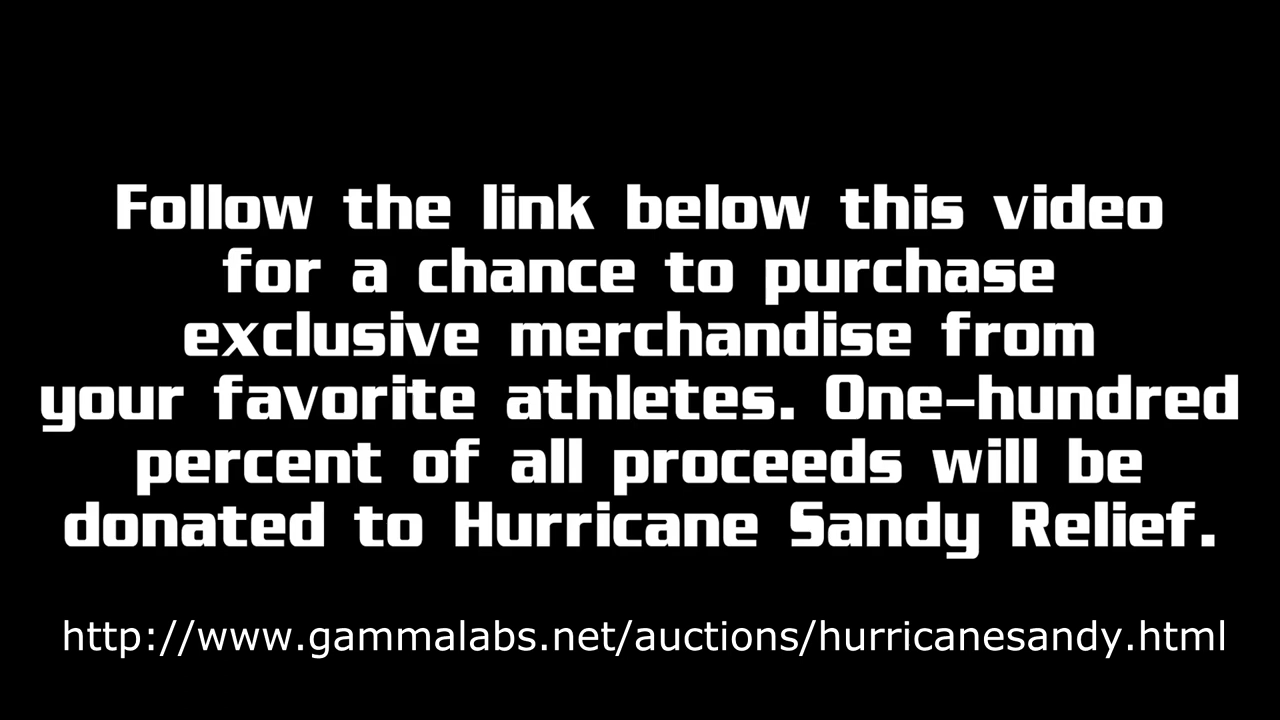 Follow the link below this video
for a chance to purchase
exclusive merchandise from
your favorite athletes. One-hundred
percent of all proceeds will be
donated to Hurricane Sandy Relief.
http://www.gammalabs.net/auctions/hurricanesandy.html